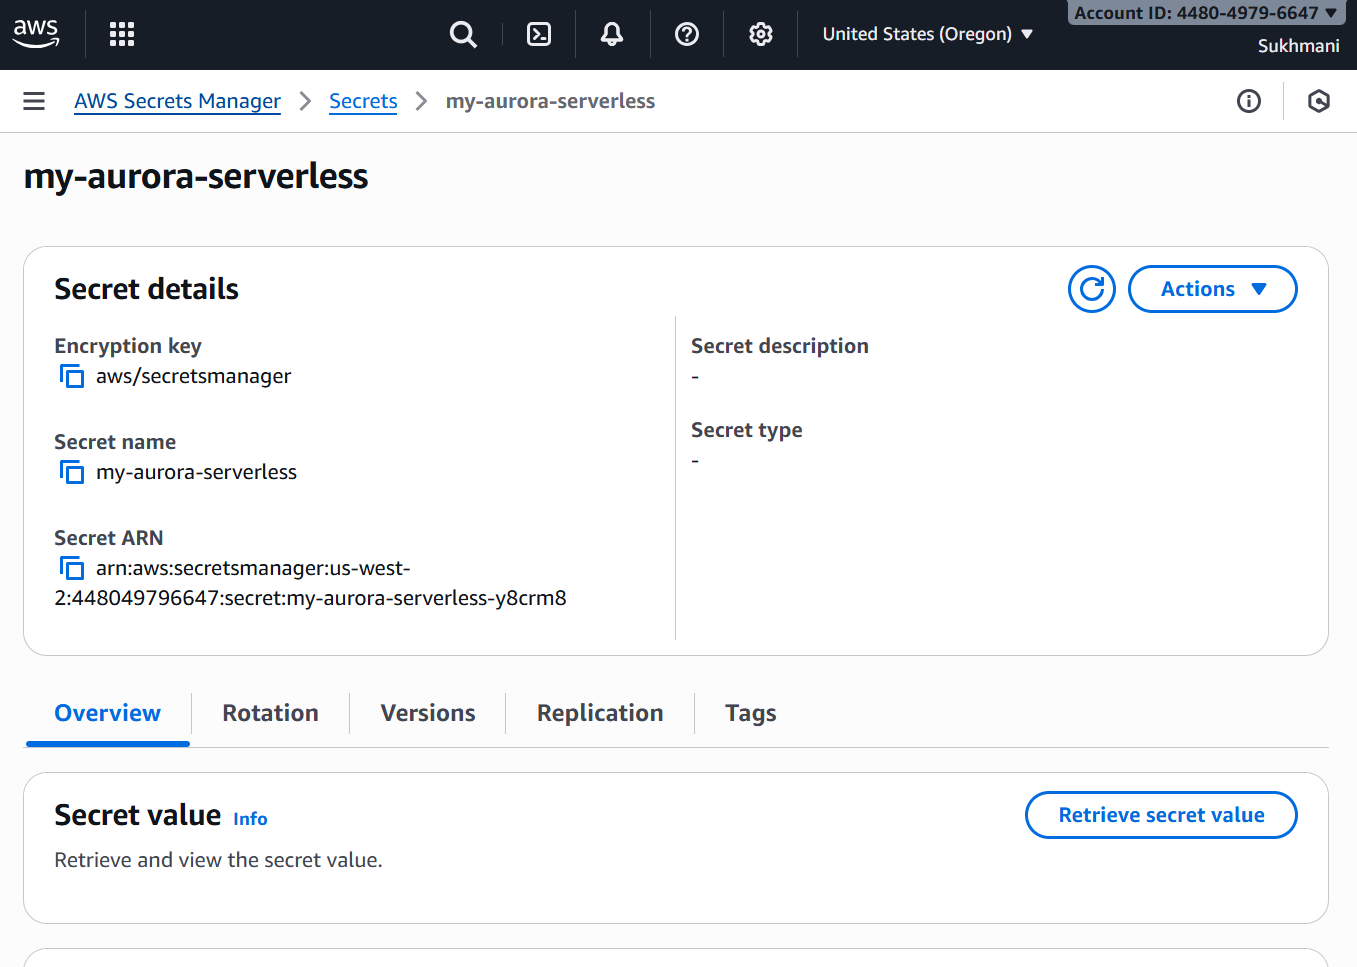 aws
United States (Oregon)
Account ID: 4480-4979-6647
Sukhmani
AWS Secrets Manager
Secrets
my-aurora-serverless
my-aurora-serverless
Secret details
Actions
Encryption key
aws/secretsmanager
Secret name
my-aurora-serverless
Secret ARN
arn:aws:secretsmanager:us-west-
2:448049796647:secret:my-aurora-serverless-y8crm8
Secret description
-
Secret type
-
Overview
Rotation
Versions
Replication
Tags
Secret value Info
Retrieve secret value
Retrieve and view the secret value.